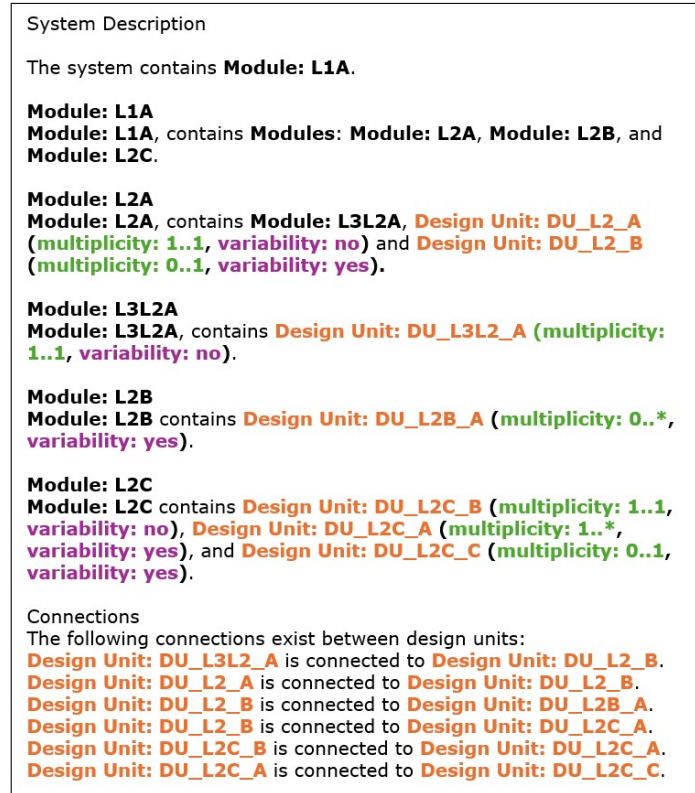 System Description
The system contains Module: L1A.
Module: L1A
Module: L1A, contains Modules: Module: L2A, Module: L2B, and
Module: L2C.
Module: L2A
Module: L2A, contains Module: L3L2A, Design Unit: DU_L2_A
(multiplicity: 1..1, variability: no) and Design Unit: DU_L2_B
(multiplicity: 0..1, variability: yes).
Module: L3L2A
Module: L3L2A, contains Design Unit: DU_L3L2_A (multiplicity:
1..1, variability: no).
Module: L2B
Module: L2B contains Design Unit: DU_L2B_A (multiplicity: 0..*,
variability: yes).
Module: L2C
Module: L2C contains Design Unit: DU_L2C_B (multiplicity: 1..1,
variability: no), Design Unit: DU_L2C_A (multiplicity: 1..*,
variability: yes), and Design Unit: DU_L2C_C (multiplicity: 0..1,
variability: yes).
Connections
The following connections exist between design units:
Design Unit: DU_L3L2_A is connected to Design Unit: DU_L2_B.
Design Unit: DU_L2_A is connected to Design Unit: DU_L2_B.
Design Unit: DU_L2_B is connected to Design Unit: DU_L2B_A.
Design Unit: DU_L2_B is connected to Design Unit: DU_L2C_A.
Design Unit: DU_L2C_B is connected to Design Unit: DU_L2C_A.
Design Unit: DU_L2C_A is connected to Design Unit: DU_L2C_C.